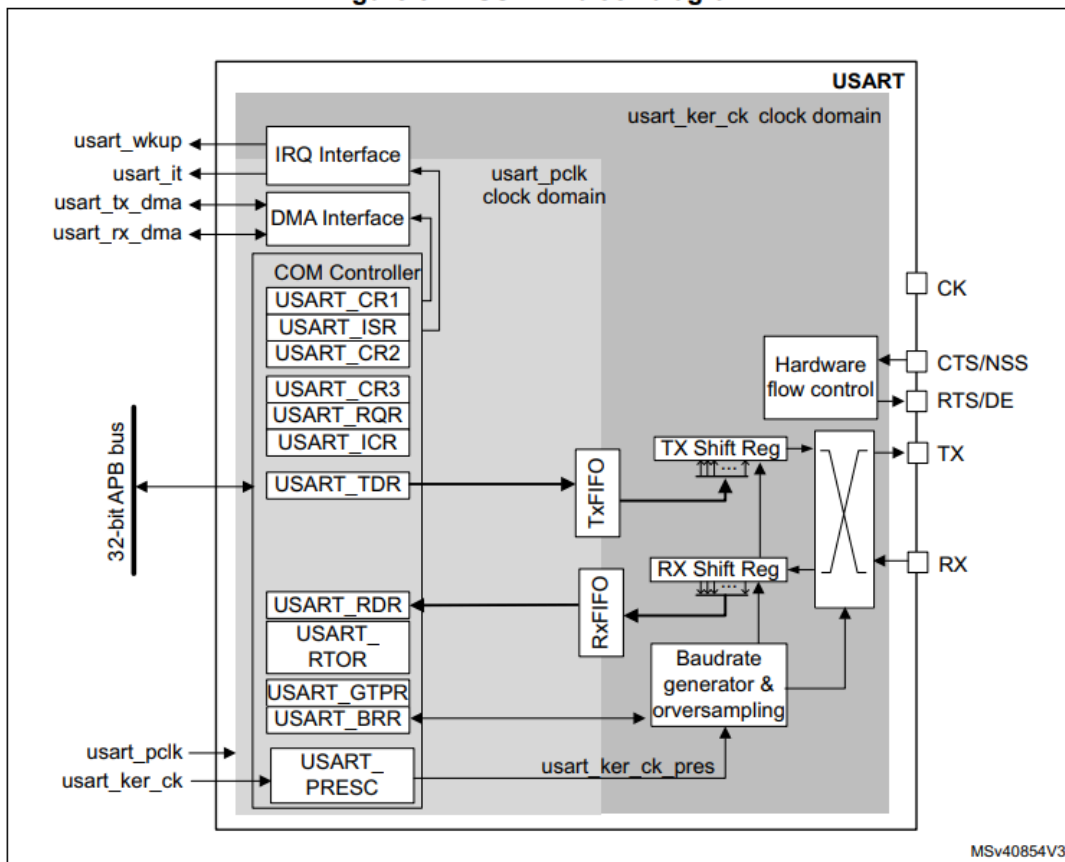 USART
usart_ker_ck clock domain
usart_wkup
IRQ Interface
usart_it
usart_pclk
clock domain
usart_tx_dma
DMA Interface
usart_rx_dma
COM Controller
USART_CR1
USART_ISR
USART_CR2
USART_CR3
USART_RQR
USART_ICR
USART_TDR
32-bit APB bus
TxFIFO
TX Shift Reg
...
CK
Hardware
flow control
CTS/NSS
RTS/DE
TX
RX
RX Shift Reg
...
RxFIFO
USART_RDR
USART_
RTOR
USART_GTPR
USART_BRR
Baudrate
generator &
orversampling
usart_pclk
usart_ker_ck
USART_
PRESC
usart_ker_ck_pres
MSv40854V3